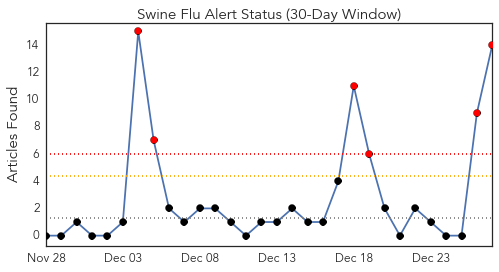 Swine Flu Alert Status (30-Day Window)
Articles Found
14
12
10
8
6
4
2
0
Nov 28 Dec 03 Dec 08 Dec 13 Dec 18 Dec 23